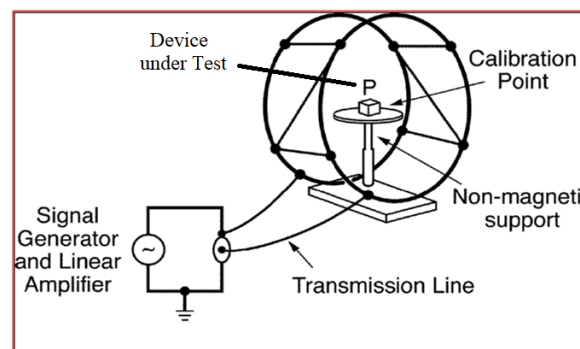 Device
under Test
P
Calibration
Point
Non-magneti
support
Signal
Generator
and Linear
Amplifier
~
Transmission Line